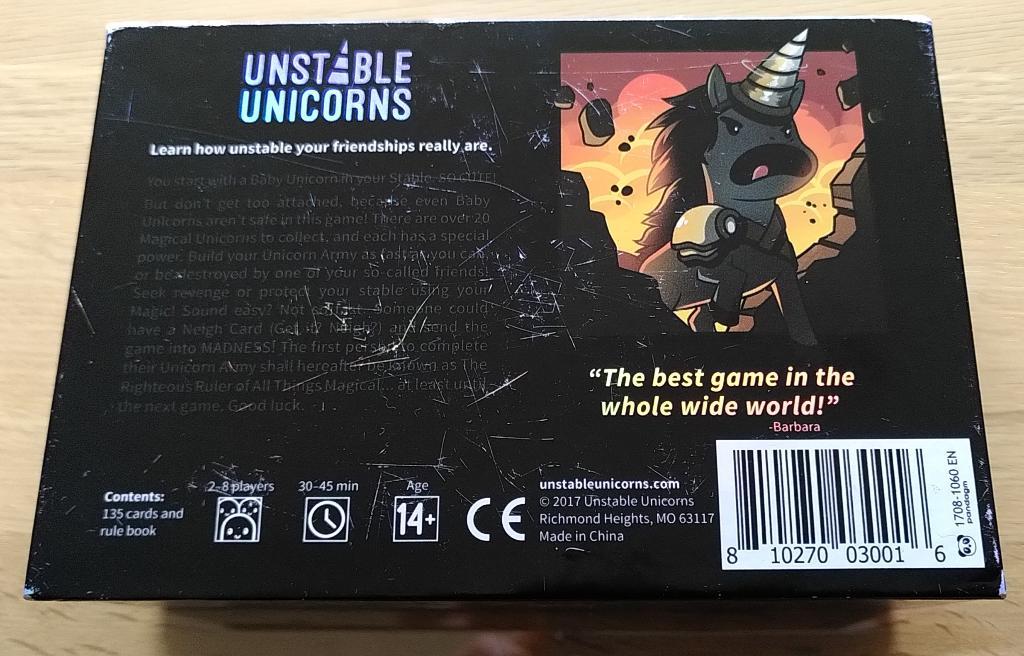 UNSTABLE
UNICORNS
Learn how unstable your friendships really are.
You start with a Baby Unicorn in your Stable. SO CUTE!
But don't get too attached, because even Baby
Unicorns aren't safe in this game! There are over 20
Magical Unicorns to collect, and each has a special
power. Build your Unicorn Army as fast as you can,
or be destroyed by one of your so-called friends!
Seek revenge or protect your stable using your
Magic! Sound easy? Not so fast. Someone could
have a Neigh Card (Get it? Neigh?) and send the
game into MADNESS! The first person to complete
their Unicorn Army shall hereafter be known as The
Righteous Ruler of All Things Magical... at least until
the next game. Good luck.
“The best game in the
whole wide world!”
-Barbara
Contents:
135 cards and
rule book
2-8 players
30-45 min
Age
14+
CE
unstableunicorns.com
© 2017 Unstable Unicorns
Richmond Heights, MO 63117
Made in China
8 10270 03001 6
1708-1060 EN
pandagm